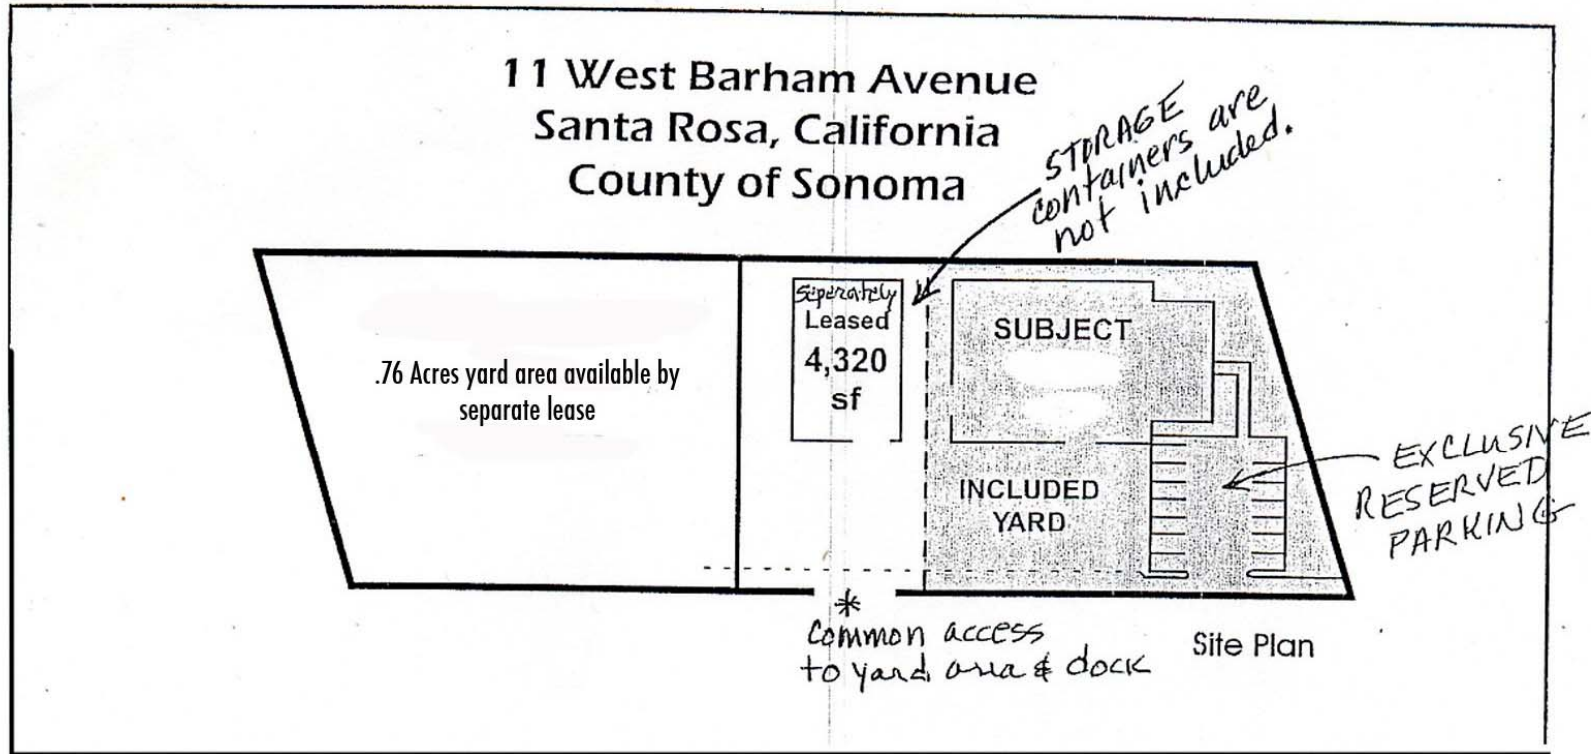 11 West Barham Avenue
Santa Rosa, California
County of Sonoma
STORAGE
containers are
not included.
.76 Acres yard area available by
separate lease
Seperately
Leased
4,320
sf
SUBJECT
INCLUDED
YARD
EXCLUSIVE
RESERVED
PARKING
*
Common access
to yard area & dock
Site Plan